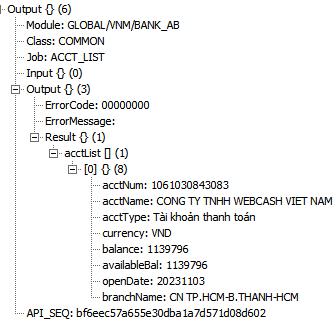 Output {} (6)
Module: GLOBAL/VNM/BANK_AB
Class: COMMON
Job: ACCT_LIST
Input {} (0)
Output {} (3)
ErrorCode: 00000000
ErrorMessage:
Result {} (1)
acctList [] (1)
[0] {} (8)
acctNum: 1061030843083
acctName: CONG TY TNHH WEBCASH VIET NAM
acctType: Tài khoản thanh toán
currency: VND
balance: 1139796
availableBal: 1139796
openDate: 20231103
branchName: CN TP.HCM-B.THANH-HCM
API_SEQ: bf6eec57a655e30dba1a7d571d08d602